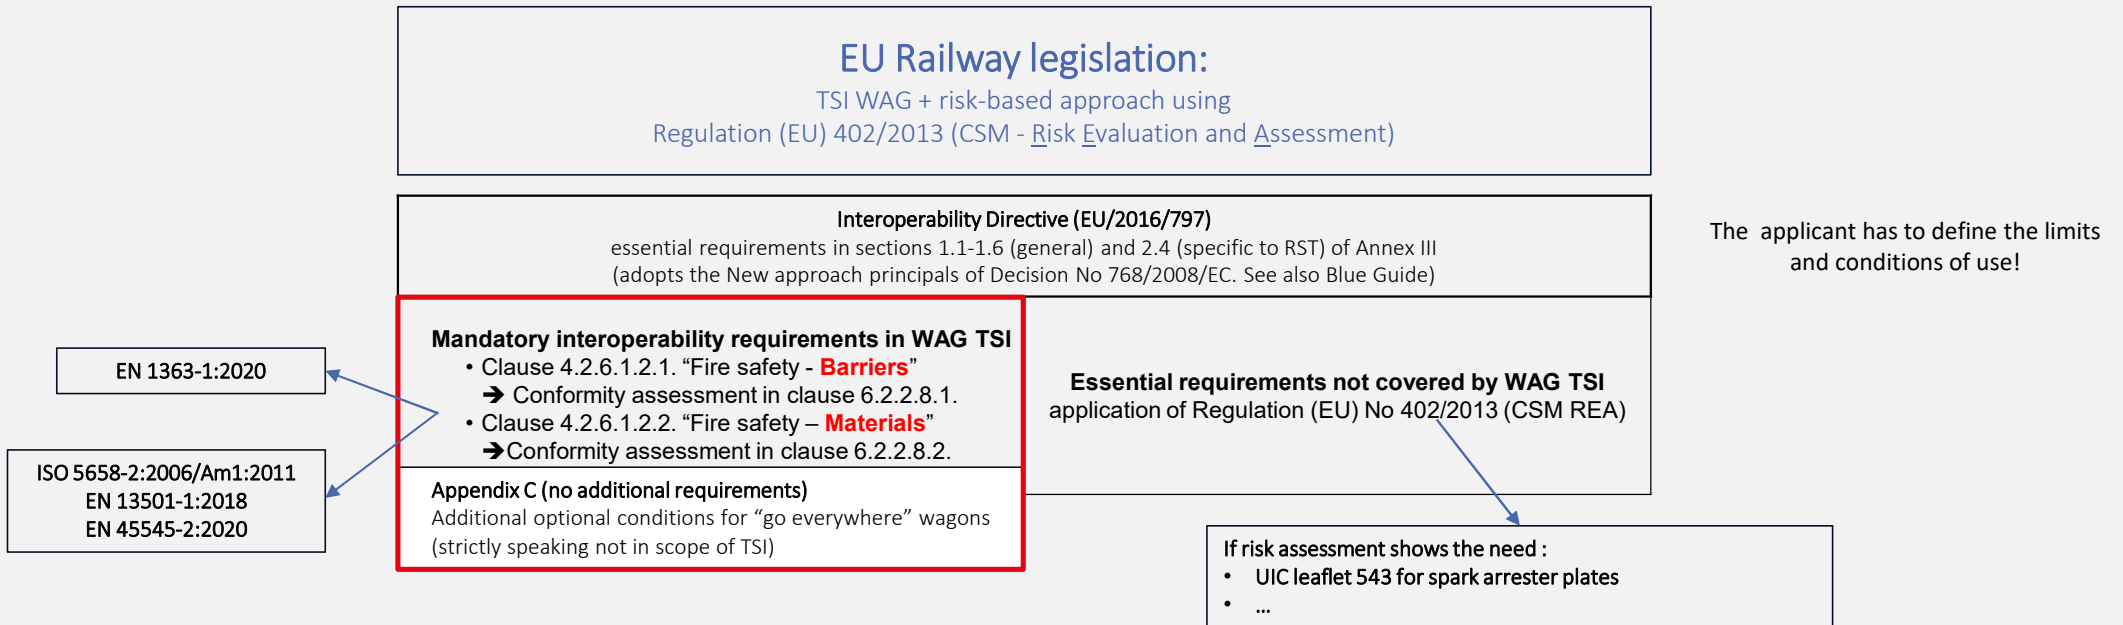 EU Railway legislation:
TSI WAG + risk-based approach using
Regulation (EU) 402/2013 (CSM - Risk Evaluation and Assessment)
Interoperability Directive (EU/2016/797)
essential requirements in sections 1.1-1.6 (general) and 2.4 (specific to RST) of Annex III
(adopts the New approach principals of Decision No 768/2008/EC. See also Blue Guide)
The applicant has to define the limits
and conditions of use!
Mandatory interoperability requirements in WAG TSI
• Clause 4.2.6.1.2.1. “Fire safety - Barriers”
➔ Conformity assessment in clause 6.2.2.8.1.
• Clause 4.2.6.1.2.2. “Fire safety – Materials”
➔Conformity assessment in clause 6.2.2.8.2.
EN 1363-1:2020
ISO 5658-2:2006/Am1:2011
EN 13501-1:2018
EN 45545-2:2020
Appendix C (no additional requirements)
Additional optional conditions for “go everywhere” wagons
(strictly speaking not in scope of TSI)
Essential requirements not covered by WAG TSI
application of Regulation (EU) No 402/2013 (CSM REA)
If risk assessment shows the need :
• UIC leaflet 543 for spark arrester plates
• ...